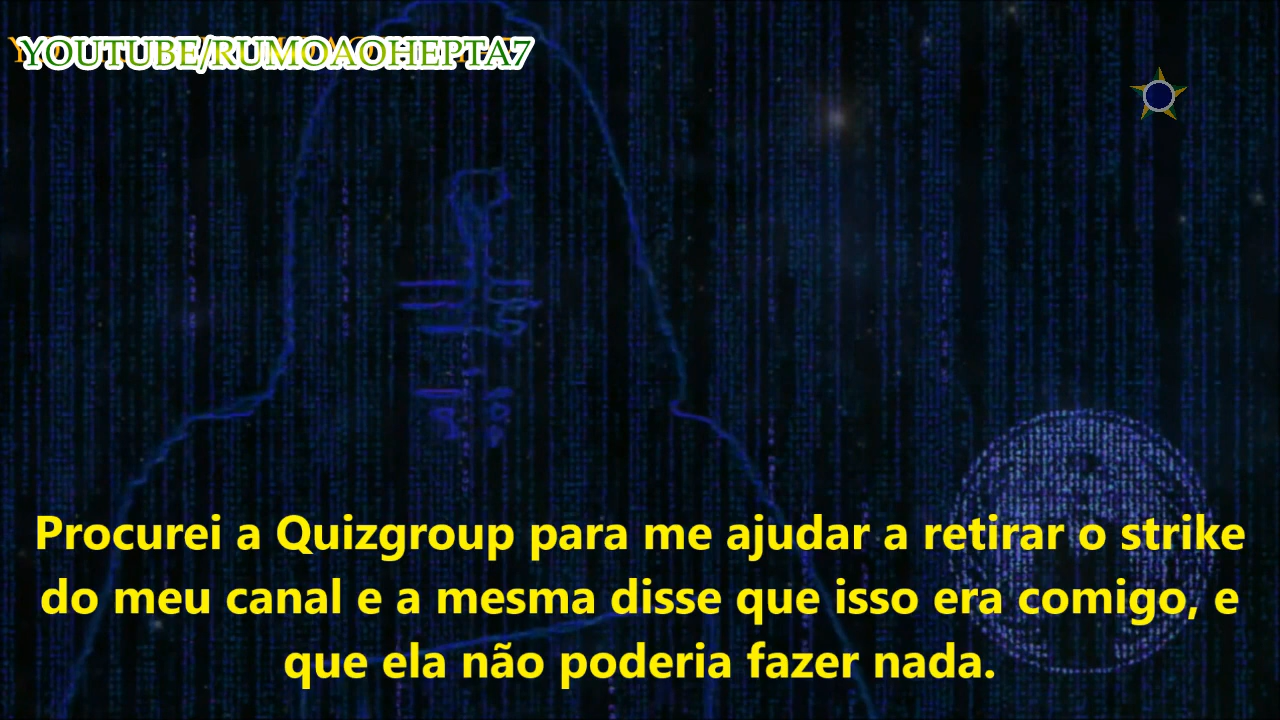 YOUTUBE/RUMOAOHEPTA7
Procurei a Quizgroup para me ajudar a retirar o strike
do meu canal e a mesma disse que isso era comigo, e
que ela não poderia fazer nada.